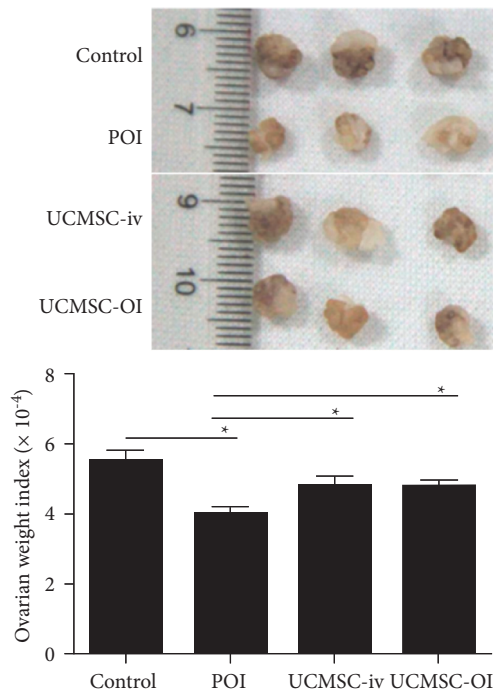 Control
POI
UCMSC-iv
UCMSC-OI
6
7
9
10
Ovarian weight index (× 10⁻⁴)
8
6
4
2
0
*
*
*
Control POI UCMSC-iv UCMSC-OI